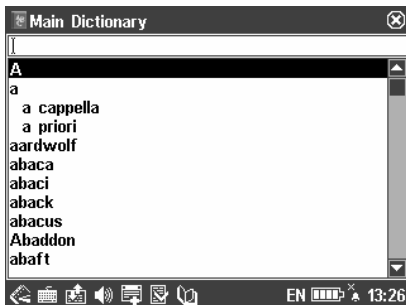 Main Dictionary
A
a
a cappella
a priori
aardwolf
abaca
abaci
aback
abacus
Abaddon
abaft
EN 13:26